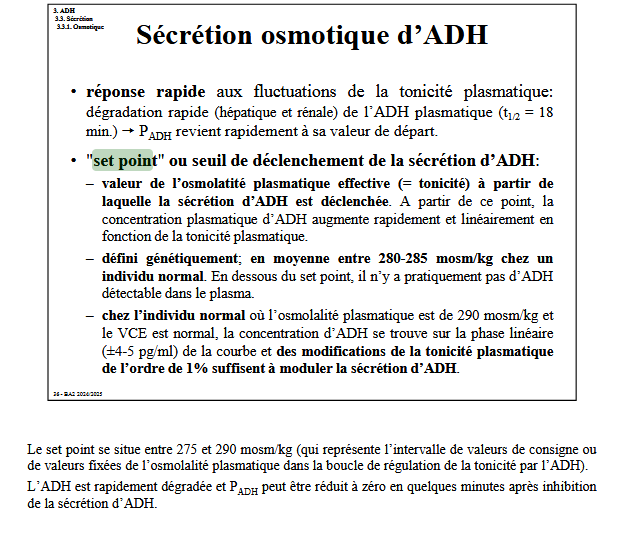 3. ADH
3.3. Sécrétion
3.3.1. Osmotique
Sécrétion osmotique d’ADH
• réponse rapide aux fluctuations de la tonicité plasmatique:
dégradation rapide (hépatique et rénale) de l’ADH plasmatique (t1/2 = 18
min.) → PADH revient rapidement à sa valeur de départ.
• "set point" ou seuil de déclenchement de la sécrétion d’ADH:
– valeur de l’osmolatité plasmatique effective (= tonicité) à partir de
laquelle la sécrétion d’ADH est déclenchée. A partir de ce point, la
concentration plasmatique d’ADH augmente rapidement et linéairement en
fonction de la tonicité plasmatique.
– défini génétiquement; en moyenne entre 280-285 mosm/kg chez un
individu normal. En dessous du set point, il n’y a pratiquement pas d’ADH
détectable dans le plasma.
– chez l’individu normal où l’osmolalité plasmatique est de 290 mosm/kg et
le VCE est normal, la concentration d’ADH se trouve sur la phase linéaire
(±4-5 pg/ml) de la courbe et des modifications de la tonicité plasmatique
de l’ordre de 1% suffisent à moduler la sécrétion d’ADH.
36 - BA2 2024/2025
Le set point se situe entre 275 et 290 mosm/kg (qui représente l’intervalle de valeurs de consigne ou
de valeurs fixées de l’osmolalité plasmatique dans la boucle de régulation de la tonicité par l’ADH).
L’ADH est rapidement dégradée et PADH peut être réduit à zéro en quelques minutes après inhibition
de la sécrétion d’ADH.